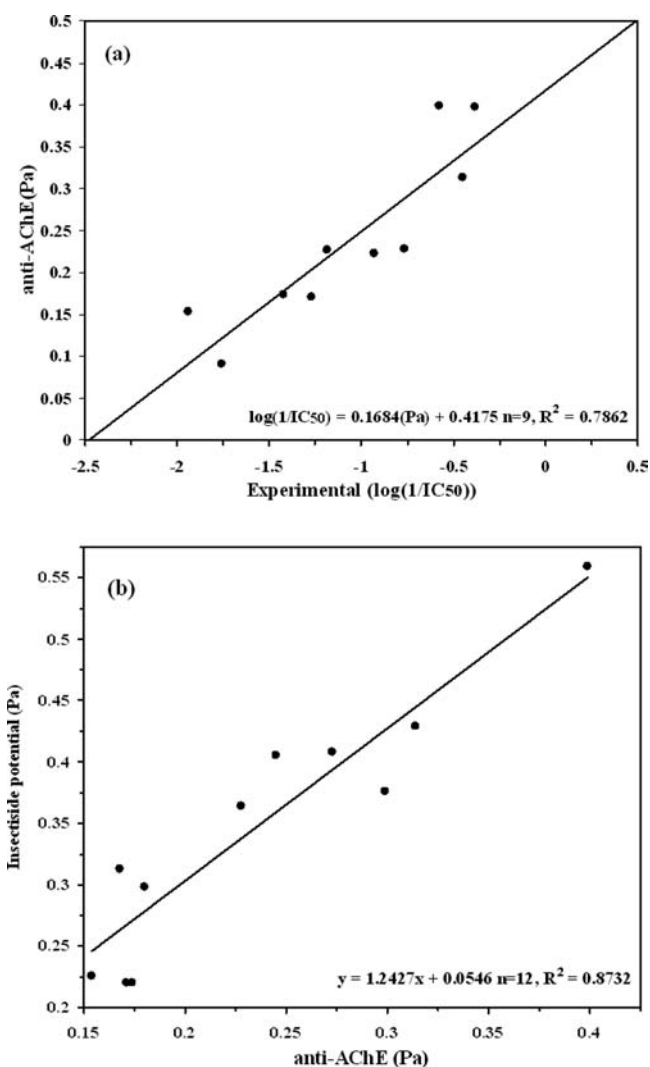 (a)
0.5
0.45
0.4
0.35
0.3
0.25
0.2
0.15
0.1
0.05
0
anti-AChE(Pa)
log(1/IC50) = 0.1684(Pa) + 0.4175 n=9, R² = 0.7862
-2.5 -2 -1.5 -1 -0.5 0 0.5
Experimental (log(1/IC50))
(b)
0.55
0.5
0.45
0.4
0.35
0.3
0.25
0.2
Insectiside potential (Pa)
y = 1.2427x + 0.0546 n=12, R² = 0.8732
0.15 0.2 0.25 0.3 0.35 0.4
anti-AChE (Pa)